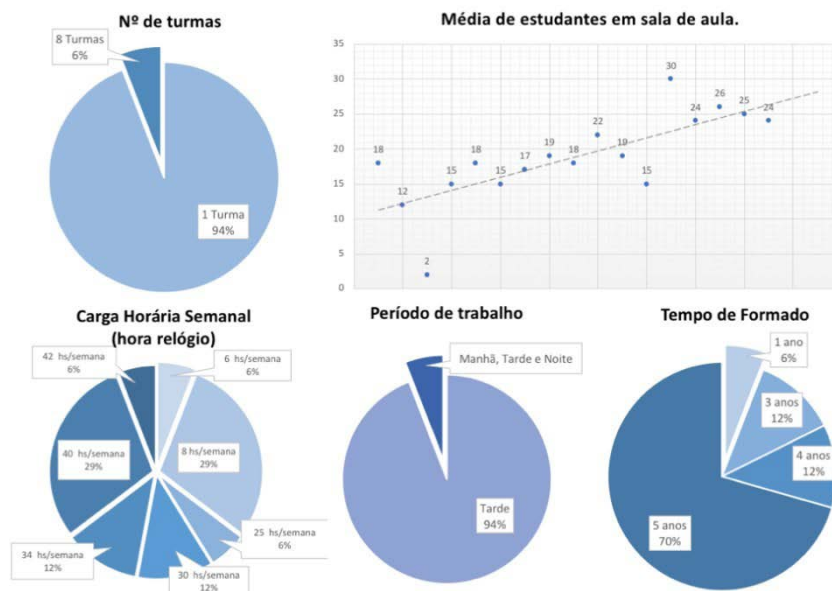 Nº de turmas
8 Turmas
6%
1 Turma
94%
Média de estudantes em sala de aula.
35
30
25
20
15
10
5
0
18
12
2
15
18
15
17
19
18
22
19
15
30
24
26
25
24
Carga Horária Semanal
(hora relógio)
42 hs/semana
6%
6 hs/semana
6%
40 hs/semana
29%
8 hs/semana
29%
34 hs/semana
12%
30 hs/semana
12%
25 hs/semana
6%
Período de trabalho
Manhã, Tarde e Noite
Tarde
94%
Tempo de Formado
1 ano
6%
3 anos
12%
4 anos
12%
5 anos
70%